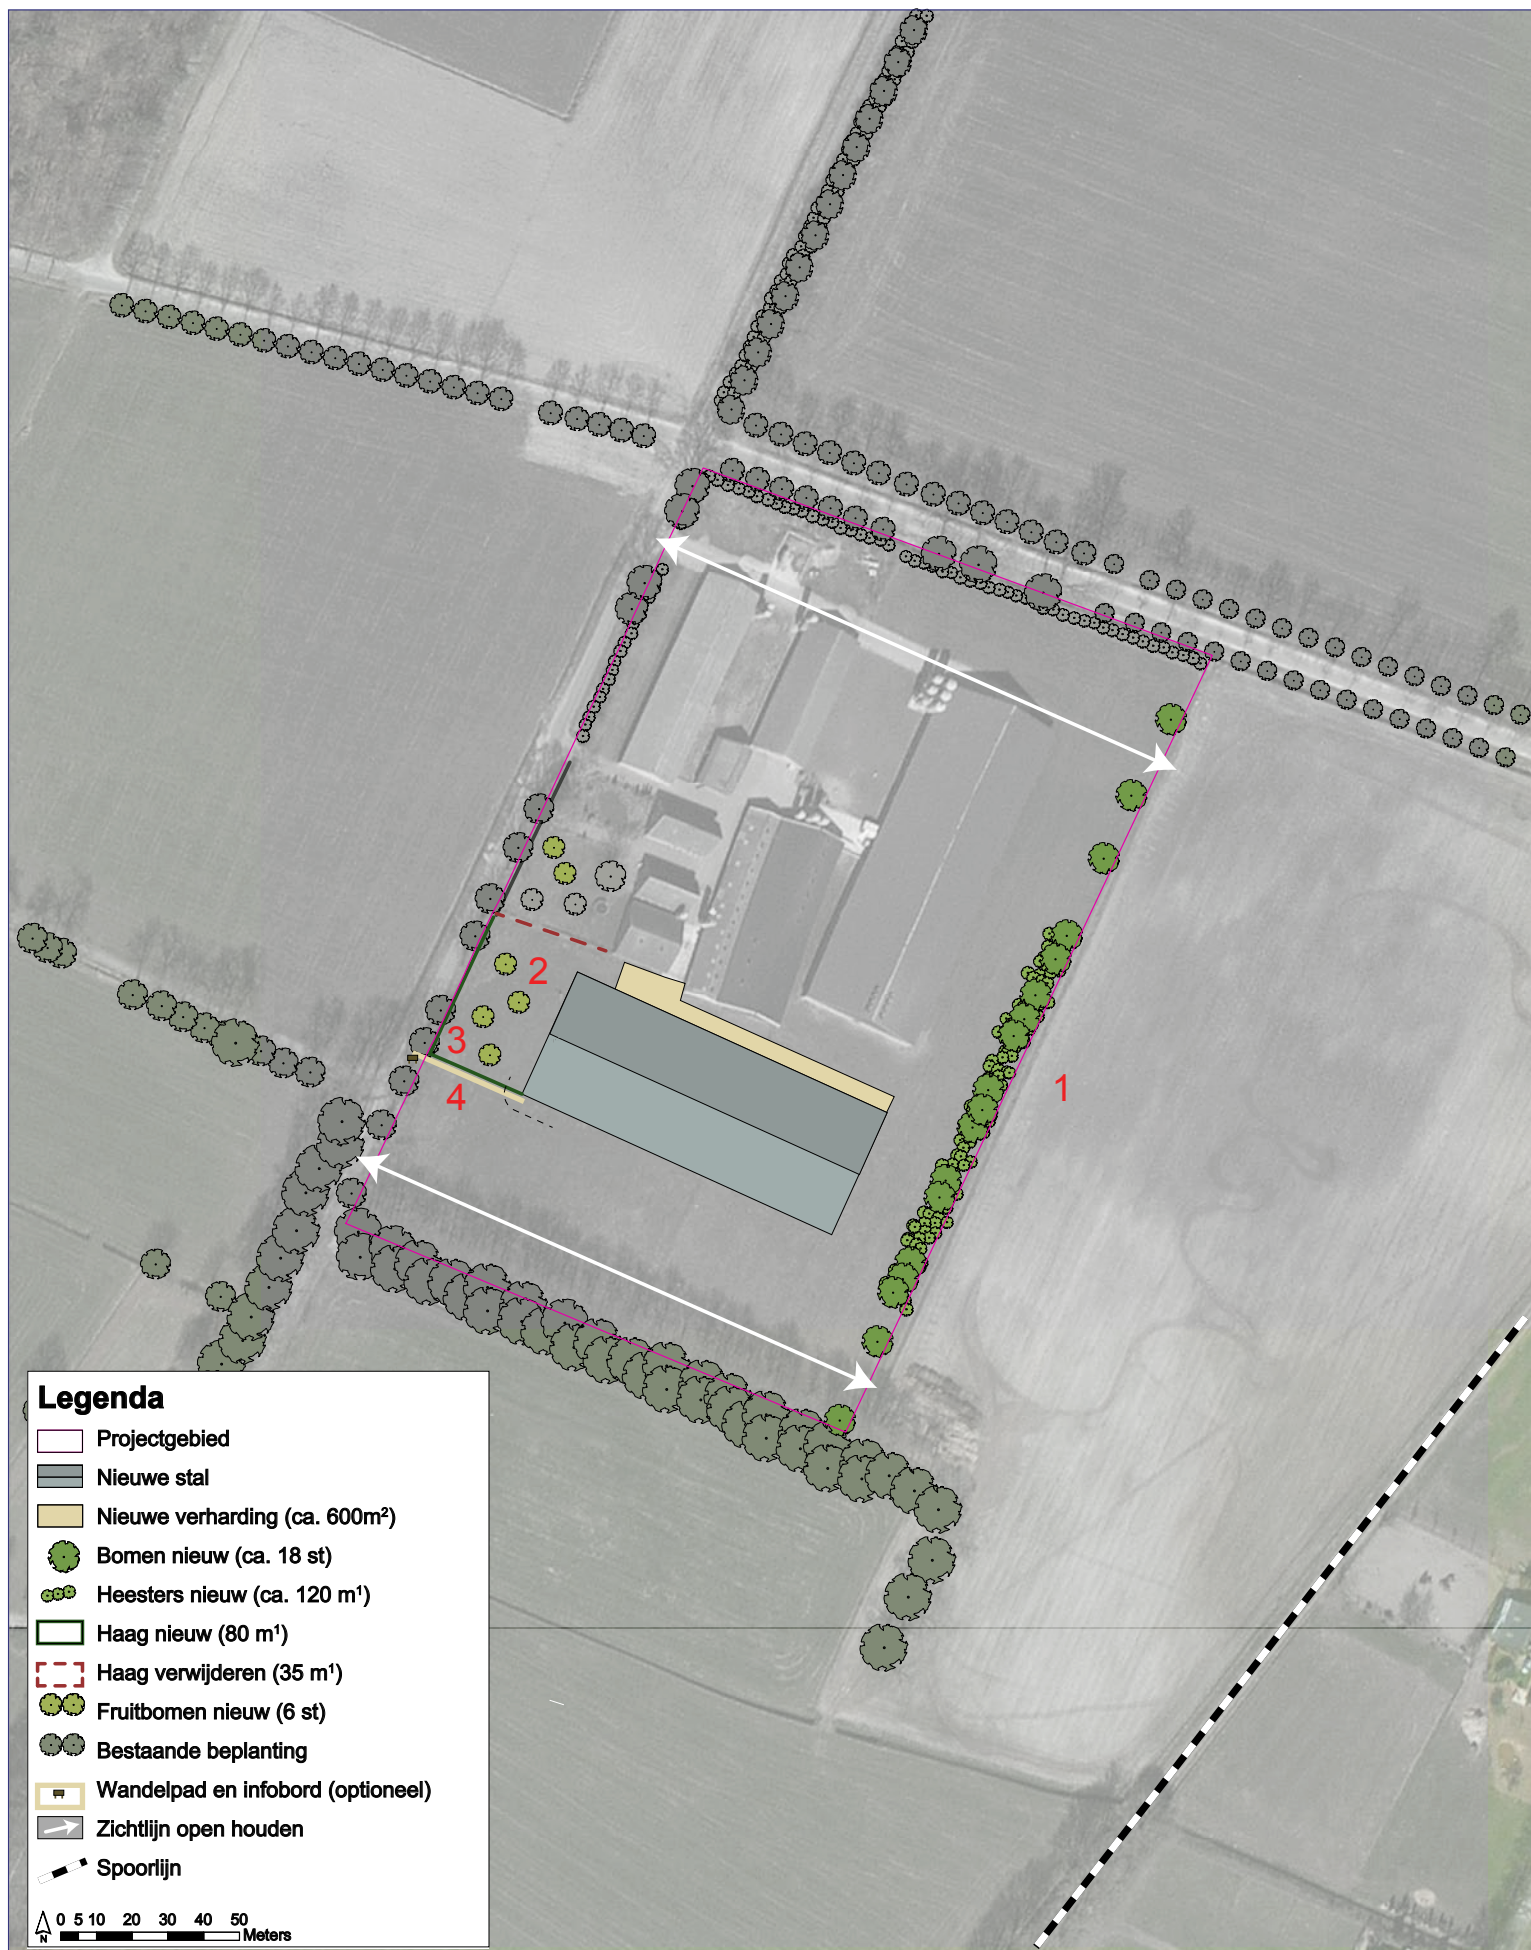 2
3
4
1
Legenda
Projectgebied
Nieuwe stal
Nieuwe verharding (ca. 600m²)
Bomen nieuw (ca. 18 st)
Heesters nieuw (ca. 120 m¹)
Haag nieuw (80 m¹)
Haag verwijderen (35 m¹)
Fruitbomen nieuw (6 st)
Bestaande beplanting
Wandelpad en infobord (optioneel)
Zichtlijn open houden
Spoorlijn
0 5 10 20 30 40 50
Meters
N